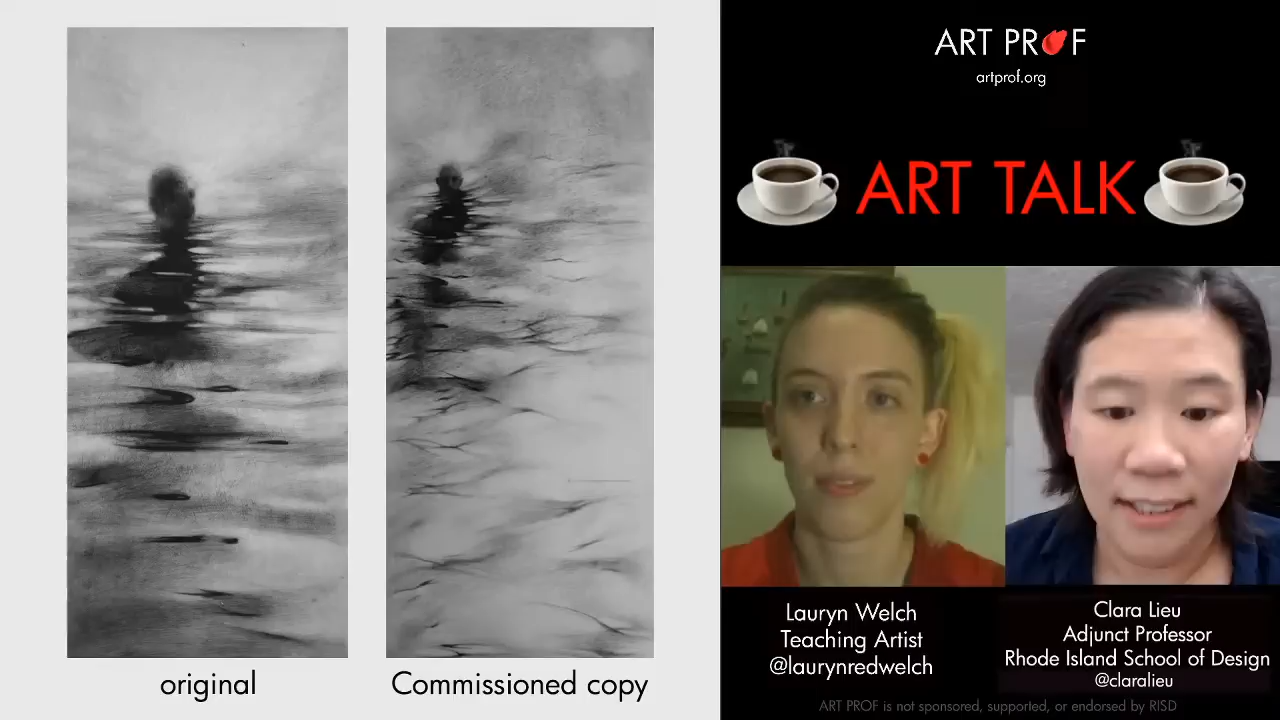 original
Commissioned copy
ART PROF
artprof.org
ART TALK
Lauryn Welch
Teaching Artist
@laurynredwelch
Clara Lieu
Adjunct Professor
Rhode Island School of Design
@claralieu
ART PROF is not sponsored, supported, or endorsed by RISD